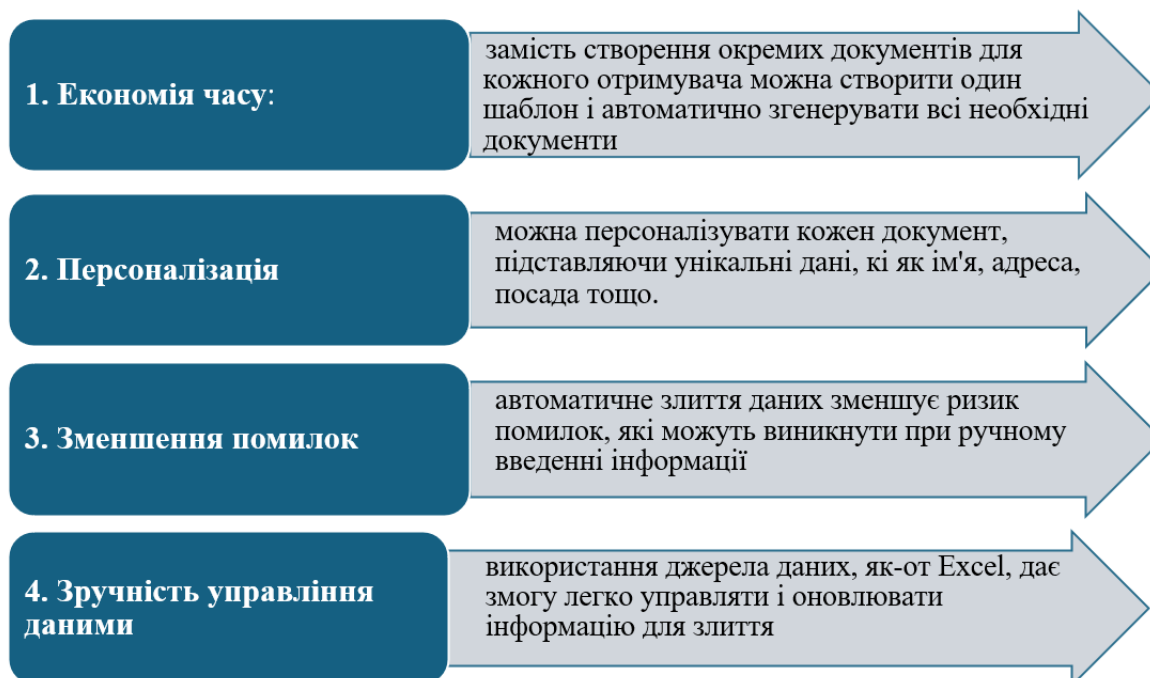 1. Економія часу:
замість створення окремих документів для
кожного отримувача можна створити один
шаблон і автоматично згенерувати всі необхідні
документи
2. Персоналізація
можна персоналізувати кожен документ,
підставляючи унікальні дані, кі як ім'я, адреса,
посада тощо.
3. Зменшення помилок
автоматичне злиття даних зменшує ризик
помилок, які можуть виникнути при ручному
введенні інформації
4. Зручність управління
даними
використання джерела даних, як-от Excel, дає
змогу легко управляти і оновлювати
інформацію для злиття